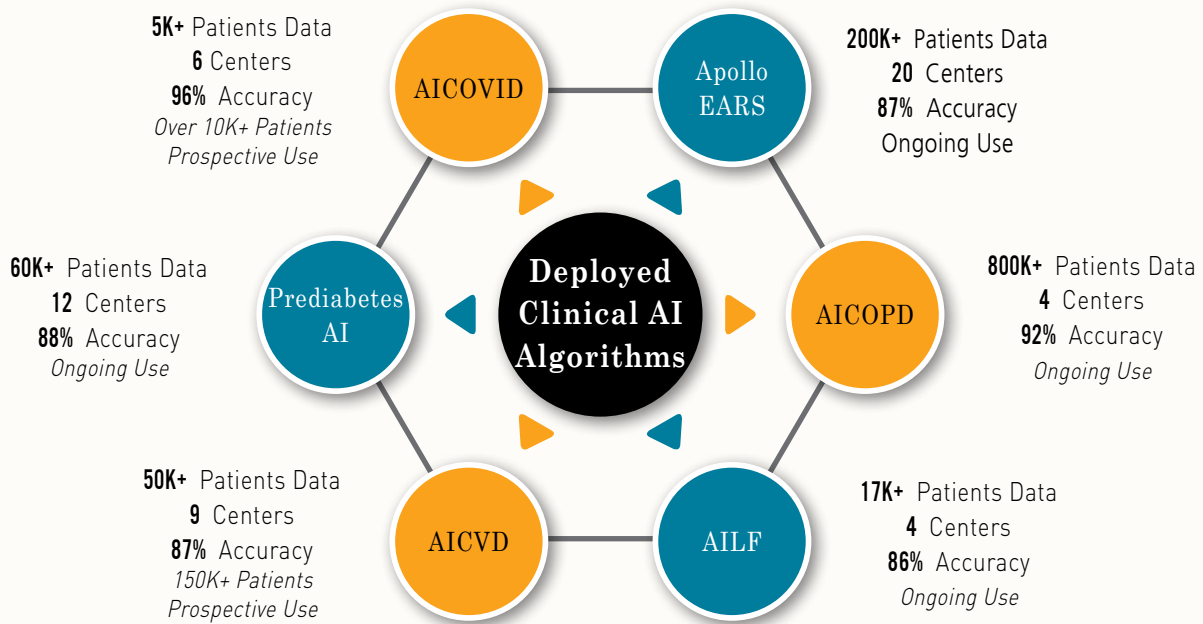 5K+ Patients Data
6 Centers
96% Accuracy
Over 10K+ Patients
Prospective Use
AICOVID
Apollo
EARS
200K+ Patients Data
20 Centers
87% Accuracy
Ongoing Use
60K+ Patients Data
12 Centers
88% Accuracy
Ongoing Use
Prediabetes
AI
Deployed
Clinical AI
Algorithms
AICOPD
800K+ Patients Data
4 Centers
92% Accuracy
Ongoing Use
50K+ Patients Data
9 Centers
87% Accuracy
150K+ Patients
Prospective Use
AICVD
AILF
17K+ Patients Data
4 Centers
86% Accuracy
Ongoing Use